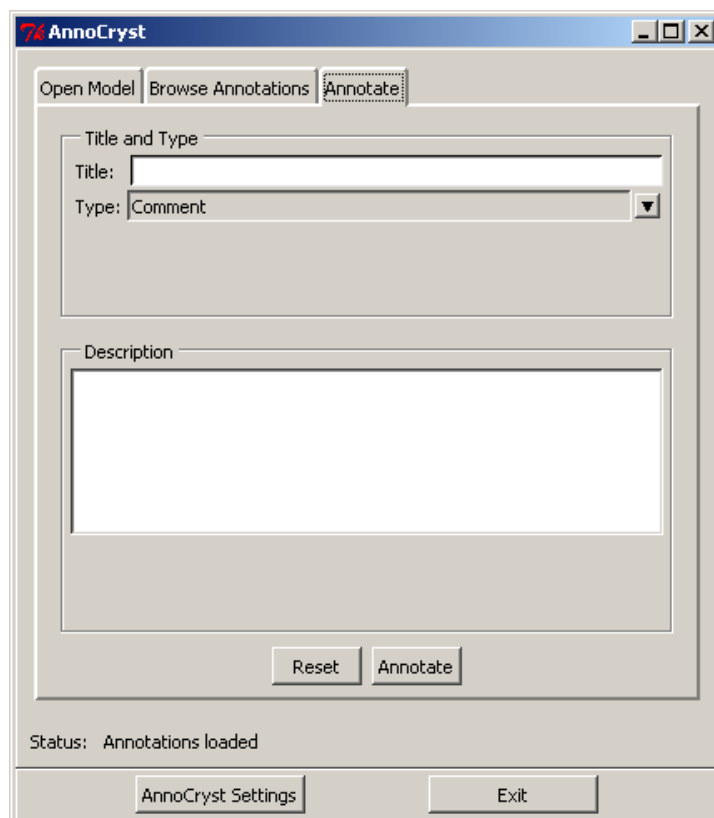 AnnoCryst
Open Model Browse Annotations Annotate
Title and Type
Title:
Type: Comment
Description
Reset Annotate
Status: Annotations loaded
AnnoCryst Settings Exit